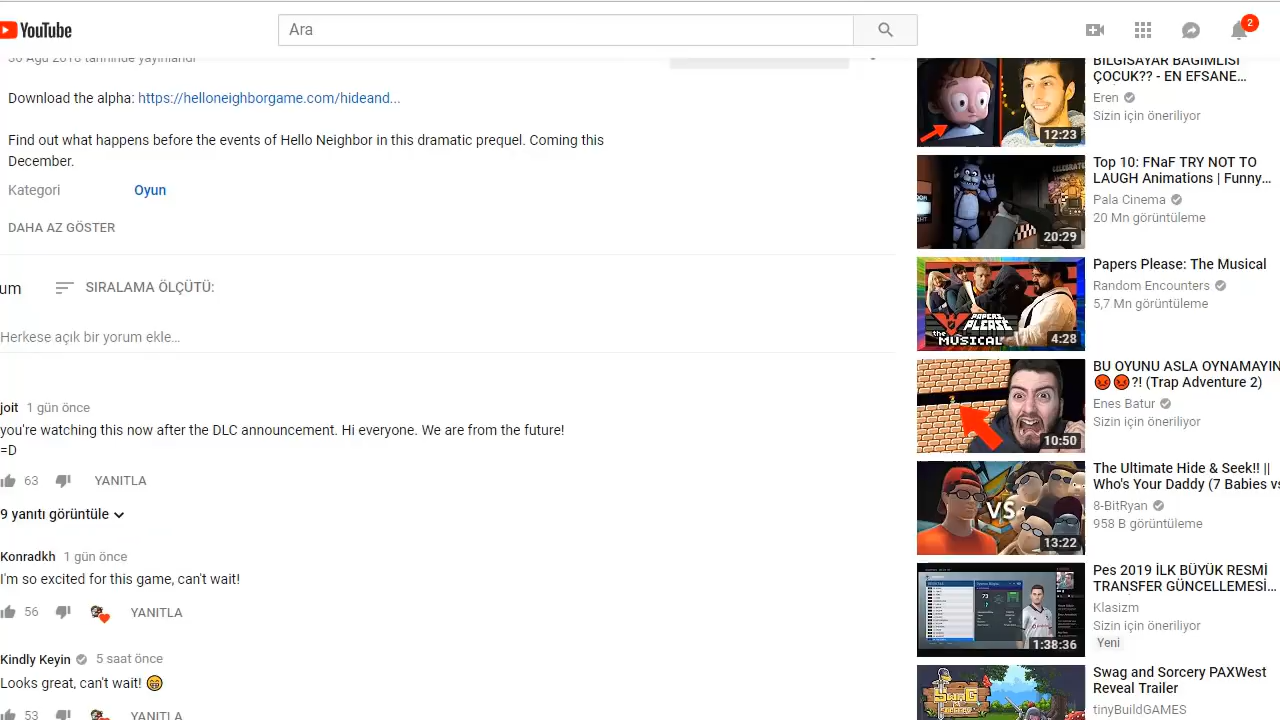 YouTube
Ara
2
30 Ağu 2018 tarihinde yayınlandı
Download the alpha: https://helloneighborgame.com/hideand...
Find out what happens before the events of Hello Neighbor in this dramatic prequel. Coming this
December.
Kategori
Oyun
DAHA AZ GÖSTER
um
SIRALAMA ÖLÇÜTÜ:
Herkese açık bir yorum ekle...
joit 1 gün önce
you're watching this now after the DLC announcement. Hi everyone. We are from the future!
=D
63
YANITLA
9 yanıtı görüntüle
Konradkh 1 gün önce
I'm so excited for this game, can't wait!
56
YANITLA
Kindly Keyin 5 saat önce
Looks great, can't wait! 😁
53
YANITLA
BİLGİSAYAR BAĞIMLISI
ÇOCUK?? - EN EFSANE...
Eren
Sizin için öneriliyor
12:23
Top 10: FNaF TRY NOT TO
LAUGH Animations | Funny...
Pala Cinema
20 Mn görüntüleme
CELEBRATE
20:29
Papers Please: The Musical
Random Encounters
5,7 Mn görüntüleme
PAPERS
PLEASE
the
MUSICAL
4:28
BU OYUNU ASLA OYNAMAYIN
😡😡?! (Trap Adventure 2)
Enes Batur
Sizin için öneriliyor
10:50
The Ultimate Hide & Seek!! ||
Who's Your Daddy (7 Babies vs
8-BitRyan
958 B görüntüleme
VS
13:22
Pes 2019 İLK BÜYÜK RESMİ
TRANSFER GÜNCELLEMESİ...
Klasizm
Sizin için öneriliyor
Yeni
73
1:38:36
Swag and Sorcery PAXWest
Reveal Trailer
tinyBuildGAMES
SWAG